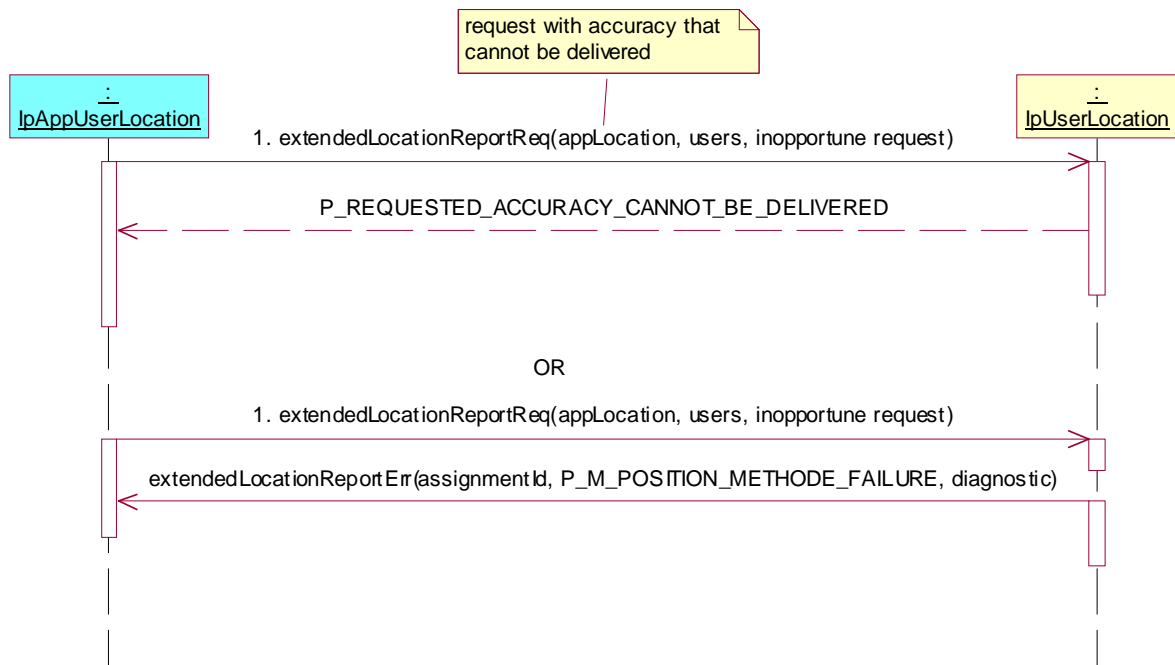 request with accuracy that
cannot be delivered
:
IpAppUserLocation
:
IpUserLocation
1. extendedLocationReportReq(appLocation, users, inopportune request)
P_REQUESTED_ACCURACY_CANNOT_BE_DELIVERED
OR
1. extendedLocationReportReq(appLocation, users, inopportune request)
extendedLocationReportErr(assignmentId, P_M_POSITION_METHODE_FAILURE, diagnostic)